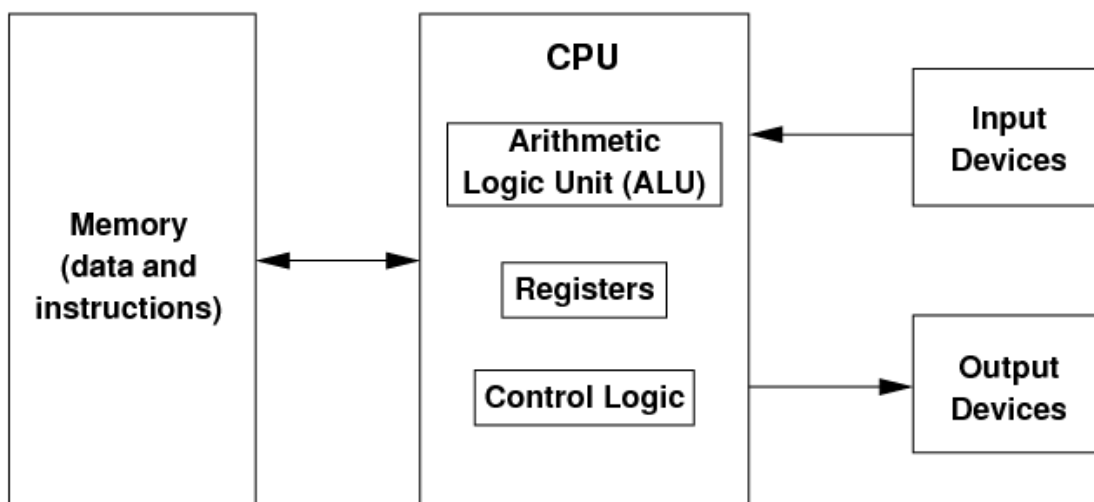 Memory
(data and
instructions)
CPU
Arithmetic
Logic Unit (ALU)
Registers
Control Logic
Input
Devices
Output
Devices